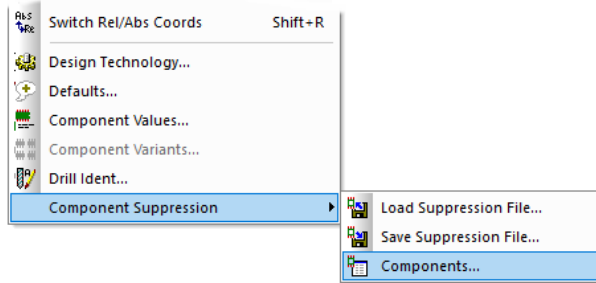 Abs
Re
Switch Rel/Abs Coords Shift+R
Design Technology...
Defaults...
Component Values...
Component Variants...
Drill Ident...
Component Suppression
Load Suppression File...
Save Suppression File...
Components...